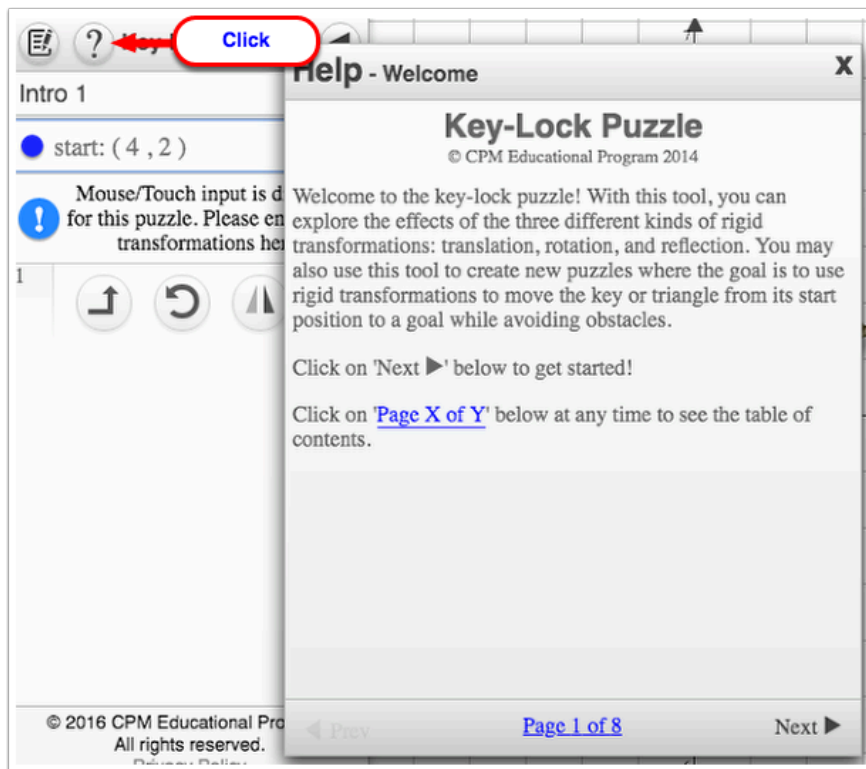 ? Key-L
Click
Intro 1
start: ( 4 , 2 )
Mouse/Touch input is d
for this puzzle. Please en
transformations he
1
© 2016 CPM Educational Pro
All rights reserved.
Privacy Policy
Help - Welcome X
Key-Lock Puzzle
© CPM Educational Program 2014
Welcome to the key-lock puzzle! With this tool, you can
explore the effects of the three different kinds of rigid
transformations: translation, rotation, and reflection. You may
also use this tool to create new puzzles where the goal is to use
rigid transformations to move the key or triangle from its start
position to a goal while avoiding obstacles.
Click on 'Next ▶' below to get started!
Click on 'Page X of Y' below at any time to see the table of
contents.
◀ Prev Page 1 of 8 Next ▶